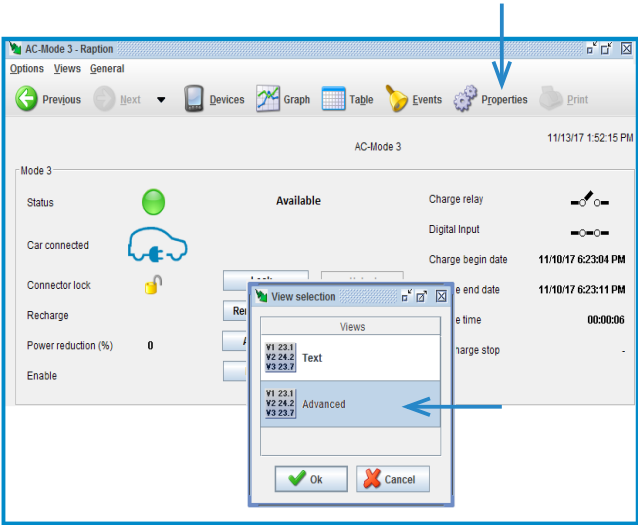 AC-Mode 3 - Raption
Options Views General
Previous Next Devices Graph Table Events Properties Print
AC-Mode 3
11/13/17 1:52:15 PM
Mode 3
Status
Available
Charge relay
Digital Input
Car connected
Charge begin date 11/10/17 6:23:04 PM
Connector lock
e end date 11/10/17 6:23:11 PM
Recharge
e time 00:00:06
Power reduction (%) 0
harge stop -
Enable
View selection
Views
V1 23.1
V2 24.2
V3 23.7
Text
V1 23.1
V2 24.2
V3 23.7
Advanced
Ok Cancel